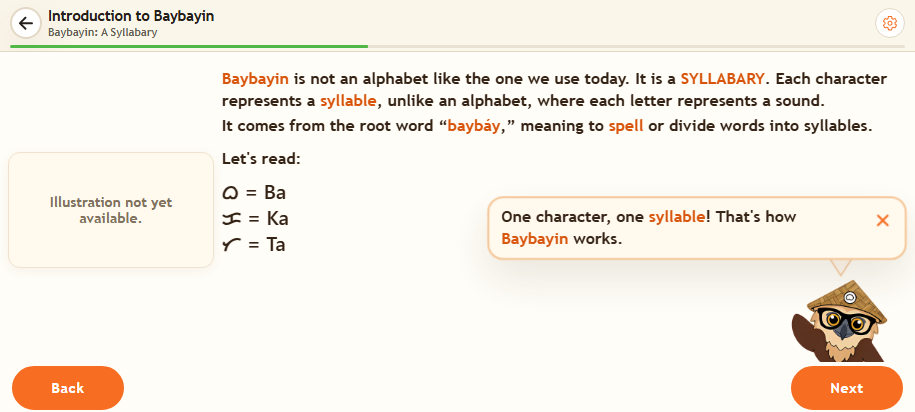 Introduction to Baybayin
Baybayin: A Syllabary
Baybayin is not an alphabet like the one we use today. It is a SYLLABARY. Each character
represents a syllable, unlike an alphabet, where each letter represents a sound.
It comes from the root word “baybáy,” meaning to spell or divide words into syllables.
Let's read:
ᜊ = Ba
ᜃ = Ka
ᜆ = Ta
Illustration not yet
available.
One character, one syllable! That's how
Baybayin works.
Back
Next